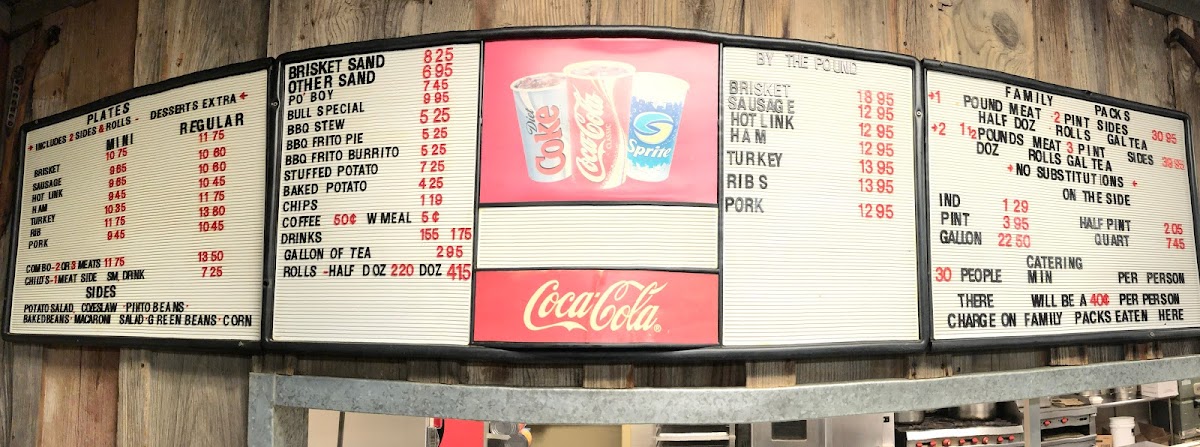 PLATES
+ INCLUDES 2 SIDES & ROLLS - DESSERTS EXTRA +
MINI REGULAR
BRISKET 10 75 11 75
SAUSAGE 9 65 10 60
HOT LINK 9 65 10 60
HAM 9 45 10 45
TURKEY 10 35 11 75
RIB 11 75 13 80
PORK 9 45 10 45
COMBO-2 OR 3 MEATS 11 75 13 50
CHILD'S-1 MEAT SIDE SM, DRINK 7 25
SIDES
POTATO SALAD COLESLAW PINTO BEANS
BAKED BEANS MACARONI SALAD GREEN BEANS CORN
BRISKET SAND 8 25
OTHER SAND 6 95
PO' BOY 7 45
BULL SPECIAL 9 95
BBQ STEW 5 25
BBQ FRITO PIE 5 25
BBQ FRITO BURRITO 5 25
STUFFED POTATO 7 25
BAKED POTATO 4 25
CHIPS 1 19
COFFEE 50¢ W MEAL 5¢
DRINKS 155 175
GALLON OF TEA 2 95
ROLLS -HALF DOZ 220 DOZ 415
Diet Coke
Coca-Cola CLASSIC
Sprite
Coca-Cola ®
BY THE POUND
BRISKET 18 95
SAUSAGE 12 95
HOT LINK 12 95
HAM 12 95
TURKEY 13 95
RIBS 13 95
PORK 12 95
FAMILY PACKS
+1 POUND MEAT 2 PINT SIDES
HALF DOZ ROLLS GAL TEA 30 95
+2 1 1/2 POUNDS MEAT 3 PINT SIDES
DOZ ROLLS GAL TEA 39 95
+ NO SUBSTITUTIONS +
ON THE SIDE
IND 1 29
PINT 3 95 HALF PINT 2 05
GALLON 22 50 QUART 7 45
CATERING
30 PEOPLE MIN PER PERSON
THERE WILL BE A 40¢ PER PERSON
CHARGE ON FAMILY PACKS EATEN HERE